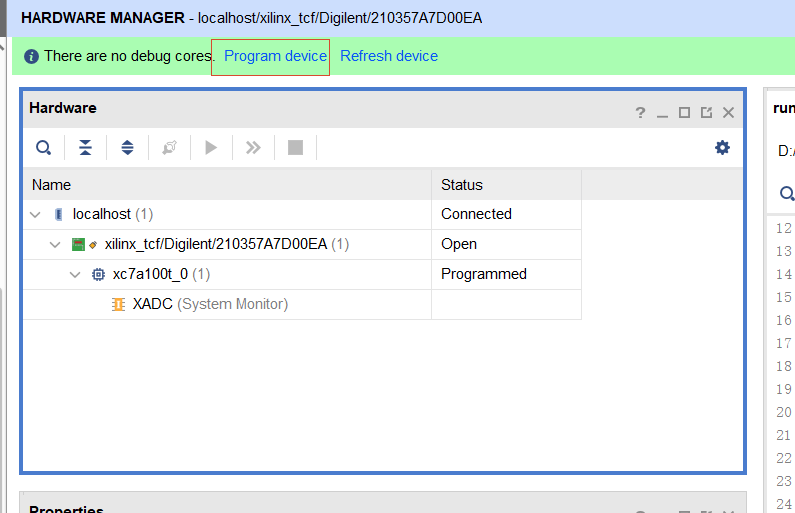 HARDWARE MANAGER - localhost/xilinx_tcf/Digilent/210357A7D00EA
There are no debug cores. Program device Refresh device
Hardware
Name Status
localhost (1) Connected
xilinx_tcf/Digilent/210357A7D00EA (1) Open
xc7a100t_0 (1) Programmed
XADC (System Monitor)
Properties
run
D:/
12
13
14
15
16
17
18
19
20
21
22
23
24